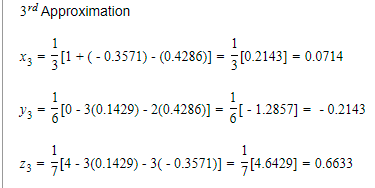 3rd Approximation
x₃ = 1/3[1 + ( - 0.3571) - (0.4286)] = 1/3[0.2143] = 0.0714
y₃ = 1/6[0 - 3(0.1429) - 2(0.4286)] = 1/6[ - 1.2857] = - 0.2143
z₃ = 1/7[4 - 3(0.1429) - 3( - 0.3571)] = 1/7[4.6429] = 0.6633